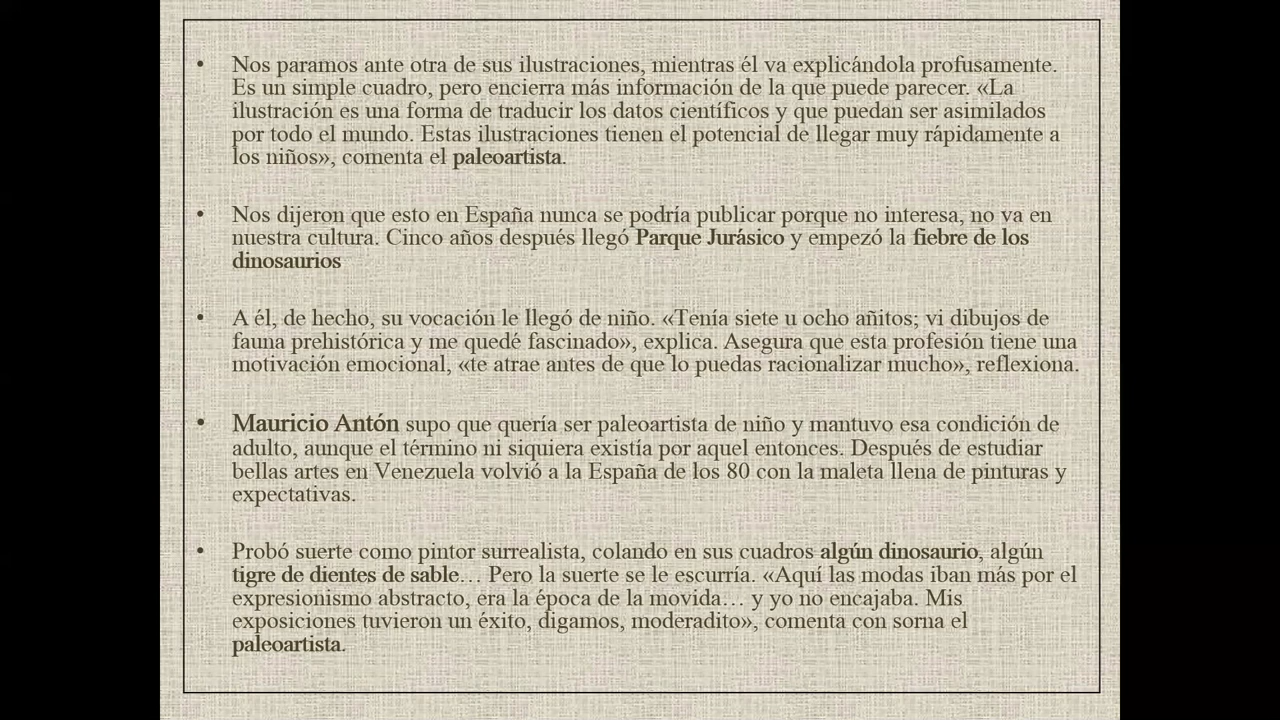 • Nos paramos ante otra de sus ilustraciones, mientras él va explicándola profusamente.
Es un simple cuadro, pero encierra más información de la que puede parecer. «La
ilustración es una forma de traducir los datos científicos y que puedan ser asimilados
por todo el mundo. Estas ilustraciones tienen el potencial de llegar muy rápidamente a
los niños», comenta el paleoartista.
• Nos dijeron que esto en España nunca se podría publicar porque no interesa, no va en
nuestra cultura. Cinco años después llegó Parque Jurásico y empezó la fiebre de los
dinosaurios
• A él, de hecho, su vocación le llegó de niño. «Tenía siete u ocho añitos; vi dibujos de
fauna prehistórica y me quedé fascinado», explica. Asegura que esta profesión tiene una
motivación emocional, «te atrae antes de que lo puedas racionalizar mucho», reflexiona.
• Mauricio Antón supo que quería ser paleoartista de niño y mantuvo esa condición de
adulto, aunque el término ni siquiera existía por aquel entonces. Después de estudiar
bellas artes en Venezuela volvió a la España de los 80 con la maleta llena de pinturas y
expectativas.
• Probó suerte como pintor surrealista, colando en sus cuadros algún dinosaurio, algún
tigre de dientes de sable… Pero la suerte se le escurría. «Aquí las modas iban más por el
expresionismo abstracto, era la época de la movida… y yo no encajaba. Mis
exposiciones tuvieron un éxito, digamos, moderadito», comenta con sorna el
paleoartista.